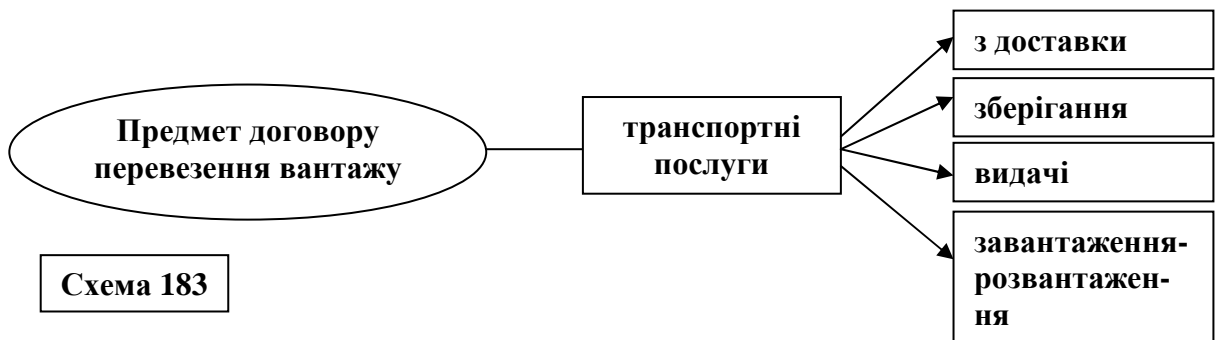 Предмет договору
перевезення вантажу
транспортні
послуги
з доставки
зберігання
видачі
завантаження-
розвантажен-
ня
Схема 183